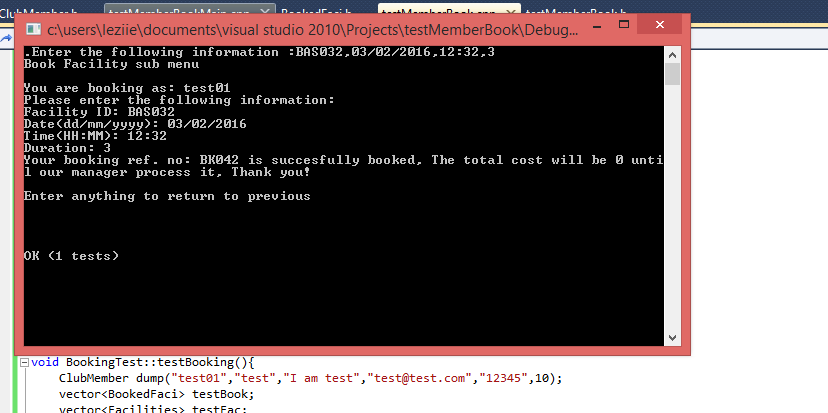 ClubMember.h testMemberBookMain.cpp BookedFaci.h testMemberBook.cpp testMemberBook.h
c:\users\leziie\documents\visual studio 2010\Projects\testMemberBook\Debug...
.Enter the following information :BAS032,03/02/2016,12:32,3
Book Facility sub menu
You are booking as: test01
Please enter the following information:
Facility ID: BAS032
Date(dd/mm/yyyy): 03/02/2016
Time(HH:MM): 12:32
Duration: 3
Your booking ref. no: BK042 is succesfully booked, The total cost will be 0 unti
l our manager process it, Thank you!
Enter anything to return to previous
OK (1 tests)
void BookingTest::testBooking(){
ClubMember dump("test01","test","I am test","test@test.com","12345",10);
vector<BookedFaci> testBook;
vector<Facilities> testFac;